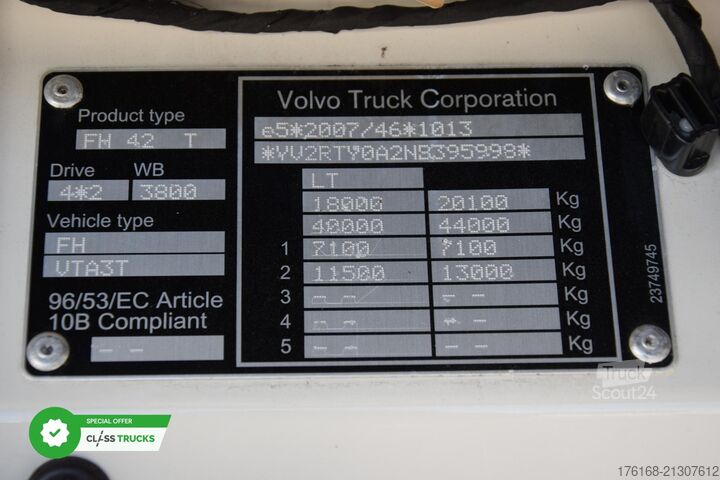 Product type
FH 42 T
Drive WB
4*2 3800
Vehicle type
FH
VTA3T
96/53/EC Article
10B Compliant
-- --
Volvo Truck Corporation
e5*2007/46*1013
*YV2RTY0A2NB395998*
LT
18000 20100 Kg
40000 44000 Kg
1 7100 7100 Kg
2 11500 13000 Kg
3 -- -- -- -- Kg
4 -- -- -- -- Kg
5 -- -- -- -- Kg
23749745
Truck
Scout24
SPECIAL OFFER
CLASS TRUCKS
176168-21307612